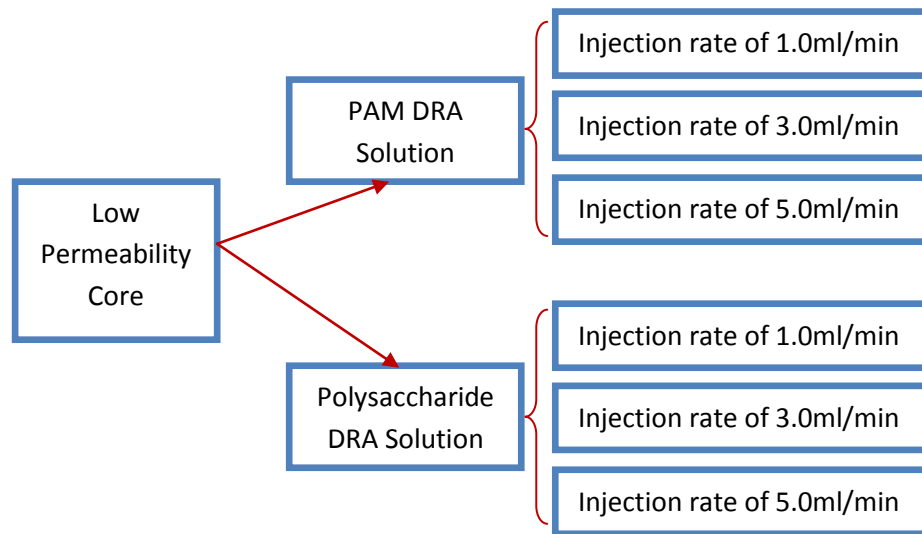 Low
Permeability
Core
PAM DRA
Solution
Injection rate of 1.0ml/min
Injection rate of 3.0ml/min
Injection rate of 5.0ml/min
Polysaccharide
DRA Solution
Injection rate of 1.0ml/min
Injection rate of 3.0ml/min
Injection rate of 5.0ml/min